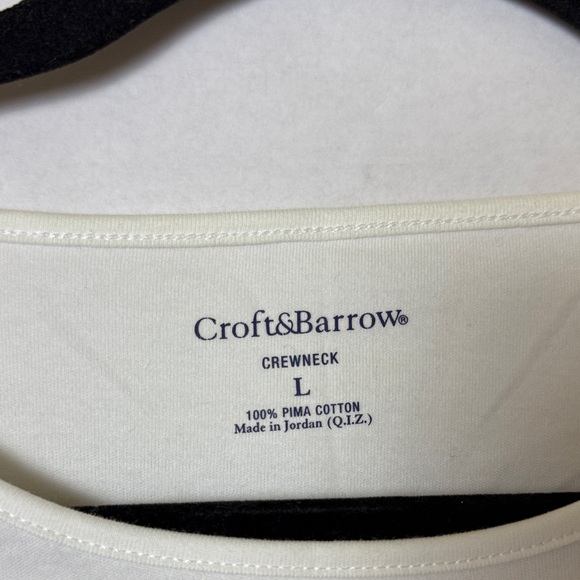 Croft&Barrow®
CREWNECK
L
100% PIMA COTTON
Made in Jordan (Q.I.Z.)